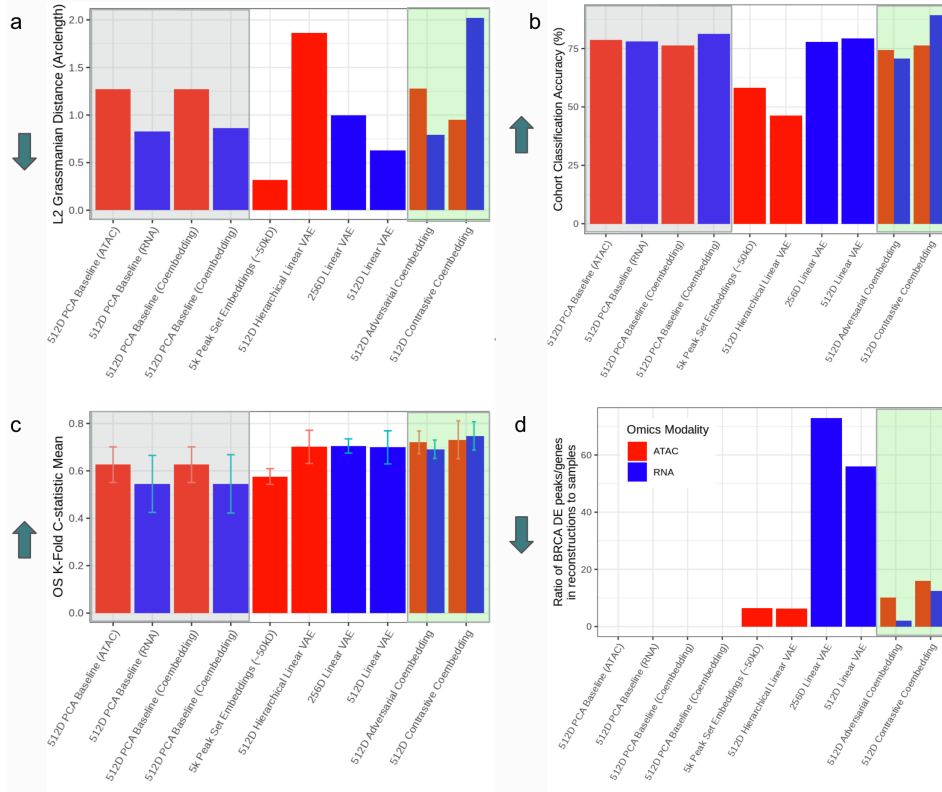 a
L2 Grassmanian Distance (Arclength)
2.0
1.5
1.0
0.5
0.0
512D PCA Baseline (ATAC)
512D PCA Baseline (RNA)
512D PCA Baseline (Coembedding)
512D PCA Baseline (Coembedding)
5k Peak Set Embeddings (~50kD)
512D Hierarchical Linear VAE
256D Linear VAE
512D Linear VAE
512D Adversarial Coembedding
512D Contrastive Coembedding
b
Cohort Classification Accuracy (%)
75
50
25
0
512D PCA Baseline (ATAC)
512D PCA Baseline (RNA)
512D PCA Baseline (Coembedding)
512D PCA Baseline (Coembedding)
5k Peak Set Embeddings (~50kD)
512D Hierarchical Linear VAE
256D Linear VAE
512D Linear VAE
512D Adversarial Coembedding
512D Contrastive Coembedding
c
OS K-Fold C-statistic Mean
0.8
0.6
0.4
0.2
0.0
512D PCA Baseline (ATAC)
512D PCA Baseline (RNA)
512D PCA Baseline (Coembedding)
512D PCA Baseline (Coembedding)
5k Peak Set Embeddings (~50kD)
512D Hierarchical Linear VAE
256D Linear VAE
512D Linear VAE
512D Adversarial Coembedding
512D Contrastive Coembedding
d
Ratio of BRCA DE peaks/genes
in reconstructions to samples
60
40
20
0
Omics Modality
ATAC
RNA
512D PCA Baseline (ATAC)
512D PCA Baseline (RNA)
512D PCA Baseline (Coembedding)
512D PCA Baseline (Coembedding)
5k Peak Set Embeddings (~50kD)
512D Hierarchical Linear VAE
256D Linear VAE
512D Linear VAE
512D Adversarial Coembedding
512D Contrastive Coembedding